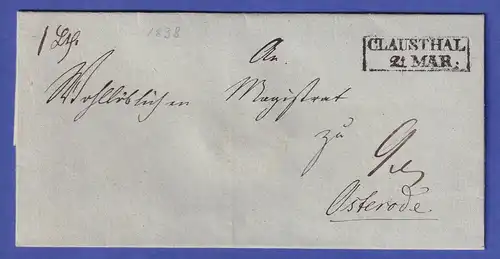 1838
An
CLAUSTHAL
21 MAR:
Wohllöblichen Magistrat
zu
Osterode.